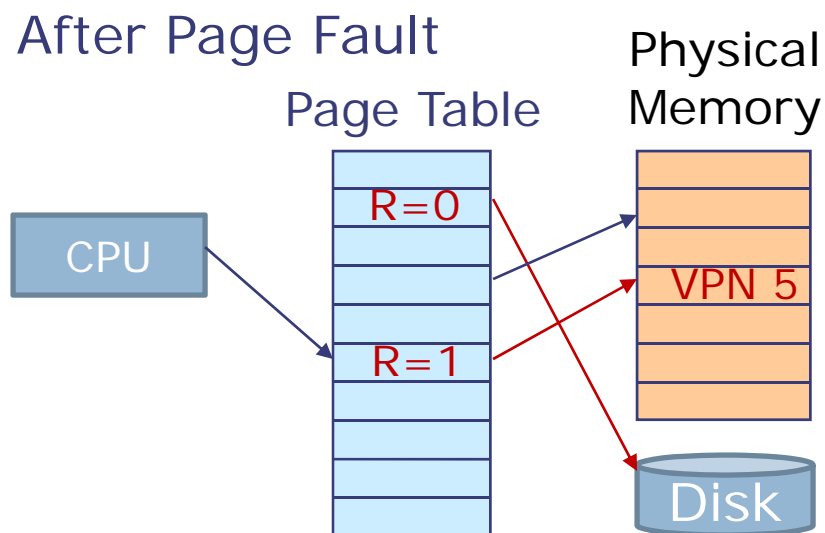 After Page Fault
Physical
Memory
Page Table
R=0
CPU
VPN 5
R=1
Disk